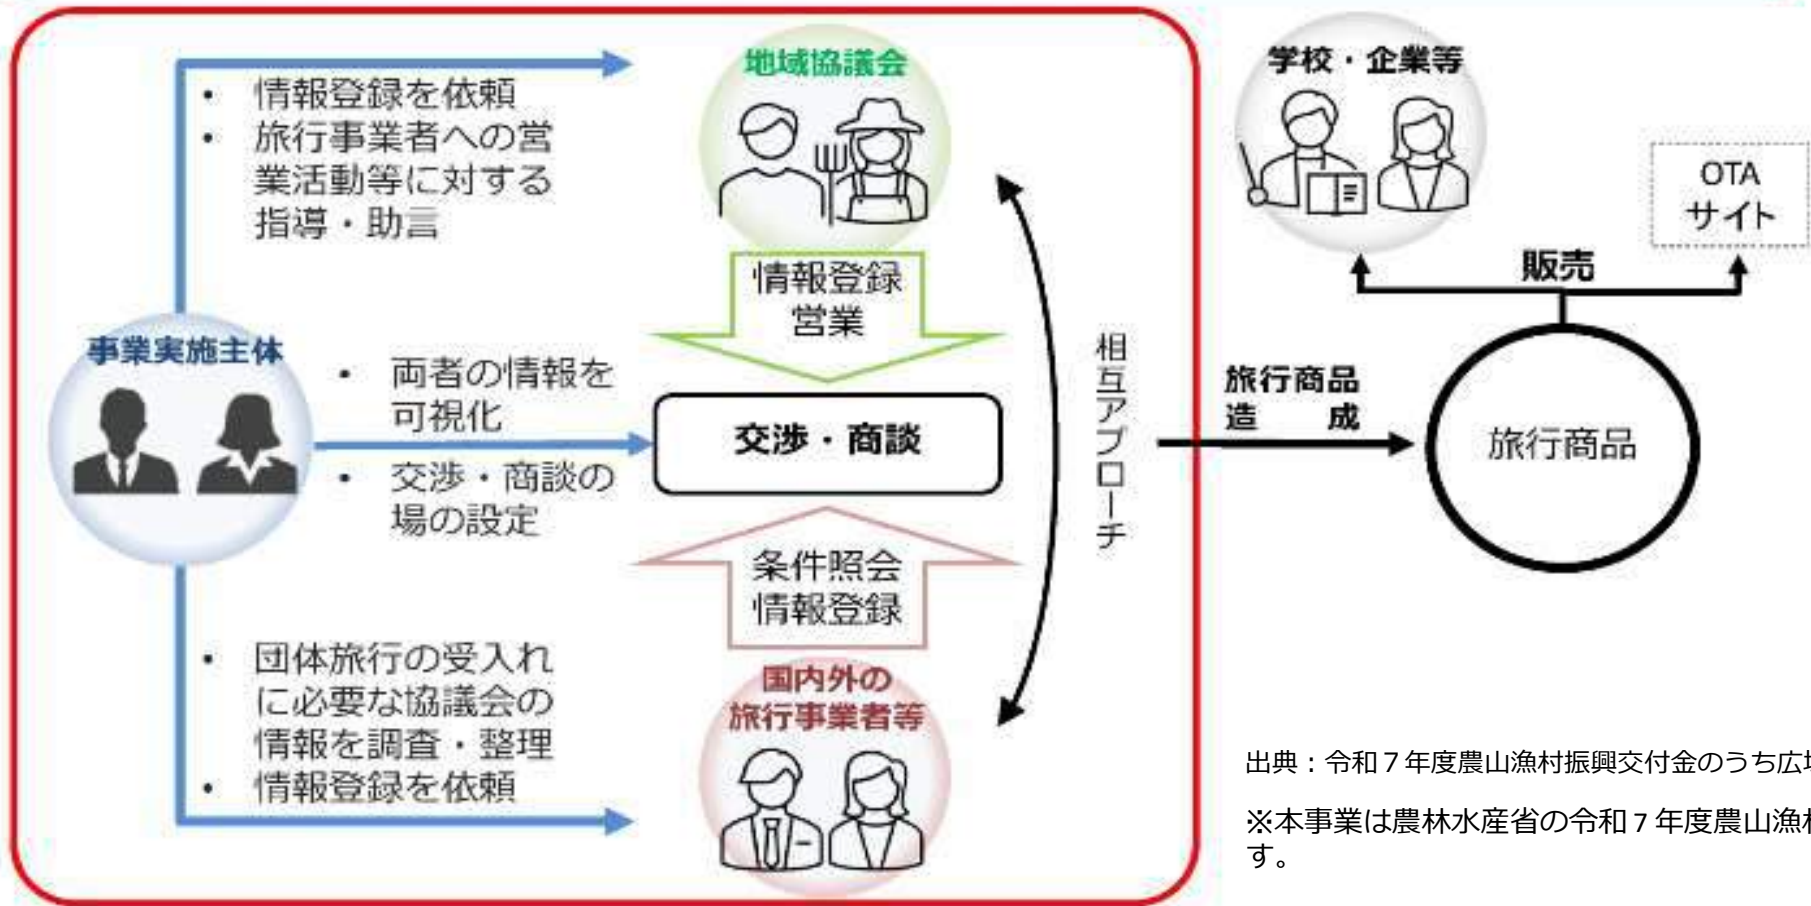 地域協議会
• 情報登録を依頼
• 旅行事業者への営
業活動等に対する
指導・助言
情報登録
営業
事業実施主体
• 両者の情報を
可視化
• 交渉・商談の
場の設定
交渉・商談
相互アプローチ
条件照会
情報登録
• 団体旅行の受入れ
に必要な協議会の
情報を調査・整理
• 情報登録を依頼
国内外の
旅行事業者等
学校・企業等
OTA
サイト
販売
旅行商品
造　　成
旅行商品
出典：令和７年度農山漁村振興交付金のうち広
※本事業は農林水産省の令和７年度農山漁
す。